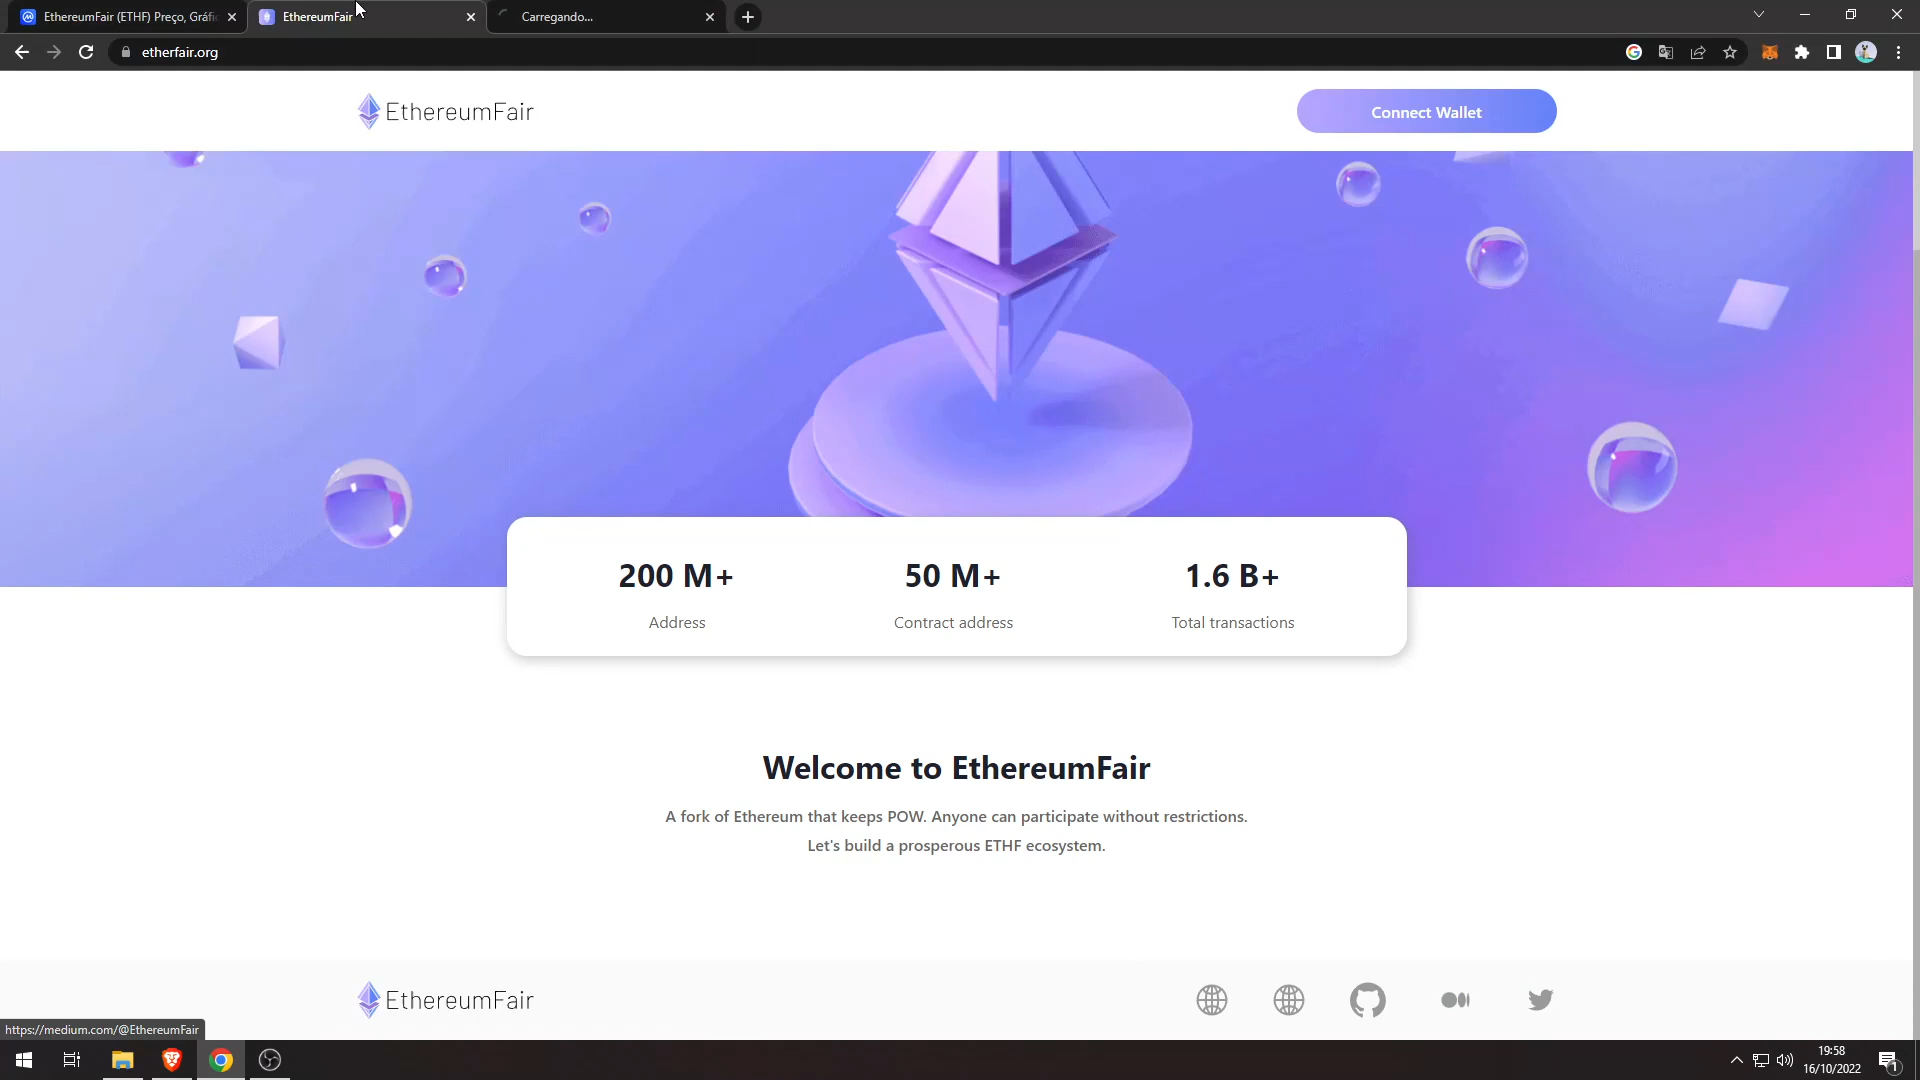 EthereumFair (ETHF) Preço, Gráfi
EthereumFair
Carregando...
etherfair.org
EthereumFair
Connect Wallet
200 M+
50 M+
1.6 B+
Address
Contract address
Total transactions
Welcome to EthereumFair
A fork of Ethereum that keeps POW. Anyone can participate without restrictions.
Let's build a prosperous ETHF ecosystem.
EthereumFair
https://medium.com/@EthereumFair
19:58
16/10/2022
1